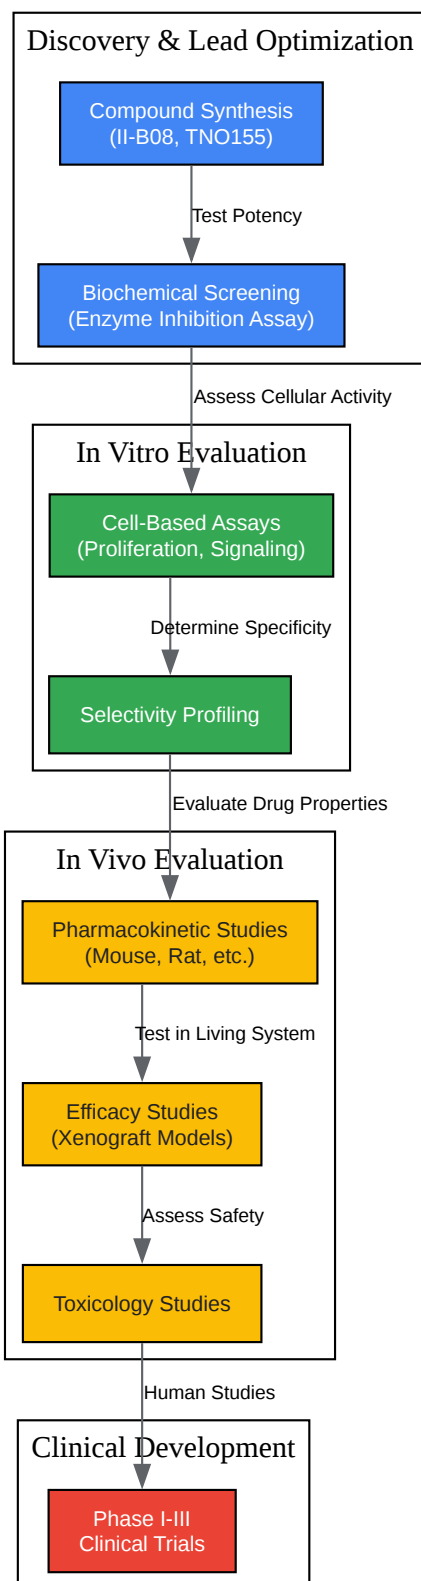 Discovery & Lead Optimization
Compound Synthesis
(II-B08, TNO155)
Test Potency
Biochemical Screening
(Enzyme Inhibition Assay)
Assess Cellular Activity
In Vitro Evaluation
Cell-Based Assays
(Proliferation, Signaling)
Determine Specificity
Selectivity Profiling
Evaluate Drug Properties
In Vivo Evaluation
Pharmacokinetic Studies
(Mouse, Rat, etc.)
Test in Living System
Efficacy Studies
(Xenograft Models)
Assess Safety
Toxicology Studies
Human Studies
Clinical Development
Phase I-III
Clinical Trials